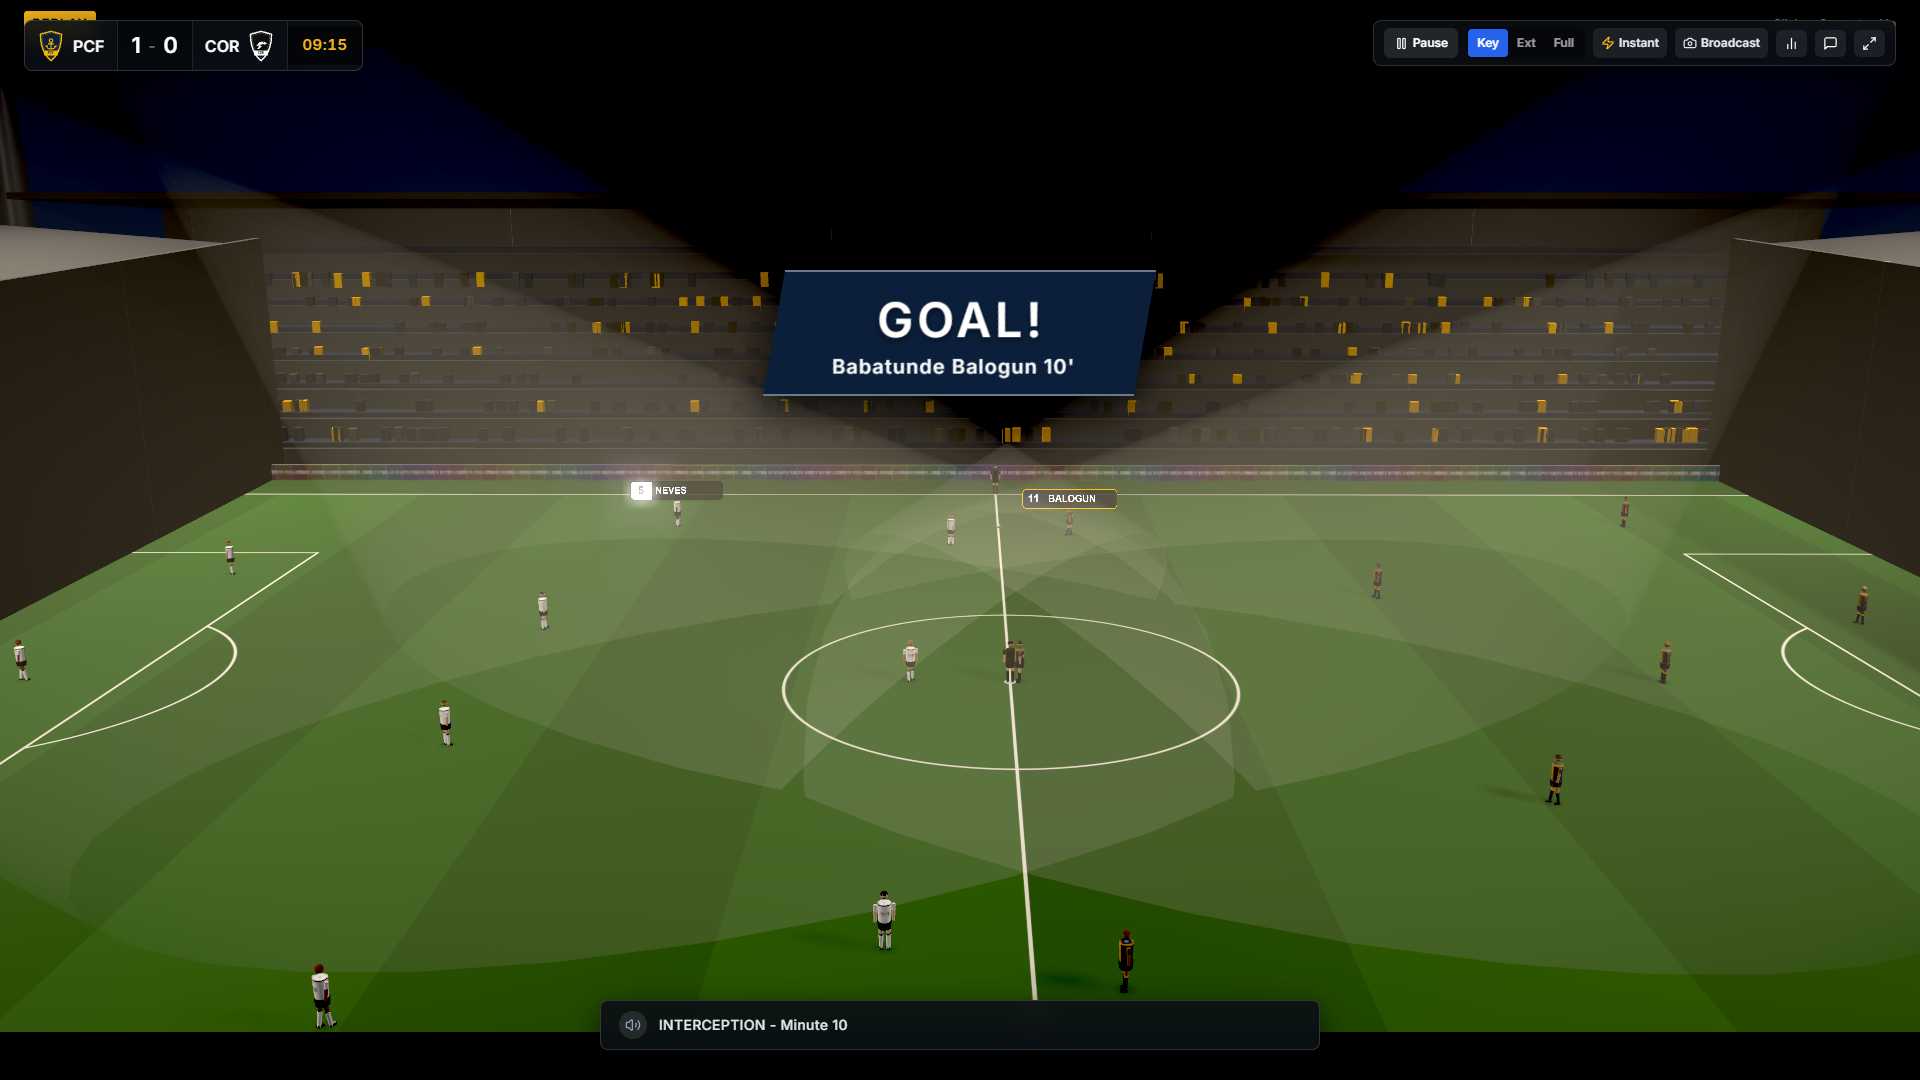 PCF 1 - 0 COR 09:15
Pause Key Ext Full Instant Broadcast
GOAL!
Babatunde Balogun 10'
5 NEVES
11 BALOGUN
INTERCEPTION - Minute 10